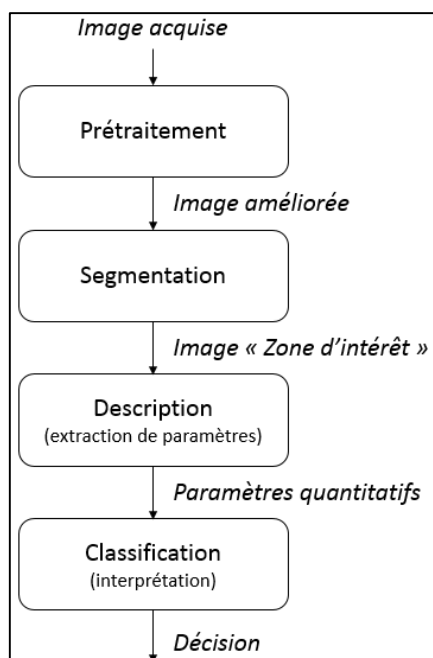 Image acquise
Prétraitement
Image améliorée
Segmentation
Image « Zone d’intérêt »
Description
(extraction de paramètres)
Paramètres quantitatifs
Classification
(interprétation)
Décision